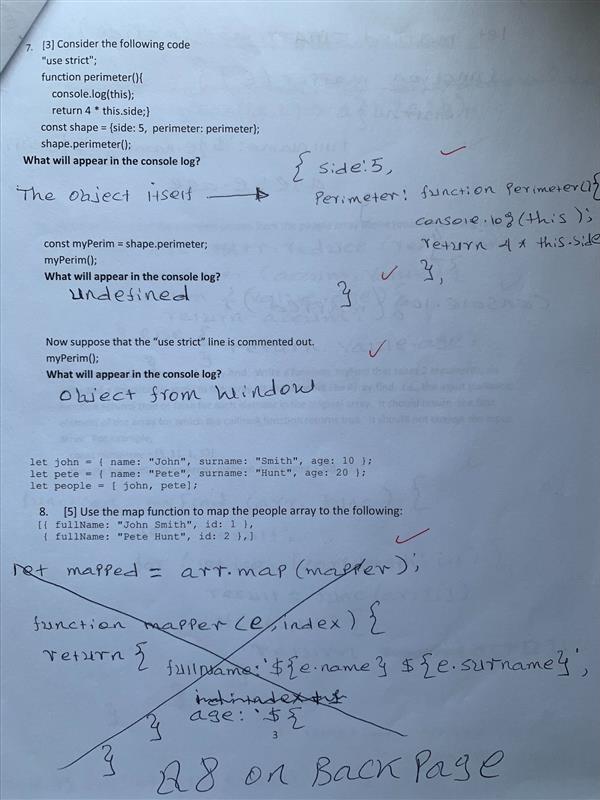 7. [3] Consider the following code
"use strict";
function perimeter(){
console.log(this);
return 4 * this.side;}
const shape = {side: 5, perimeter: perimeter};
shape.perimeter();
What will appear in the console log?
The object itself → { side: 5,
Perimeter: function Perimeter(){
console.log(this);
return 4 * this.side
},
}
const myPerim = shape.perimeter;
myPerim();
What will appear in the console log?
undefined
Now suppose that the "use strict" line is commented out.
myPerim();
What will appear in the console log?
Object from Window
let john = { name: "John", surname: "Smith", age: 10 };
let pete = { name: "Pete", surname: "Hunt", age: 20 };
let people = [ john, pete];
8. [5] Use the map function to map the people array to the following:
[{ fullName: "John Smith", id: 1 },
{ fullName: "Pete Hunt", id: 2 },]
let mapped = arr.map(mapper);
function mapper(e, index) {
return { fullName: `${e.name} ${e.surname}`,
age: `${
}
}
3
Q8 on Back Page